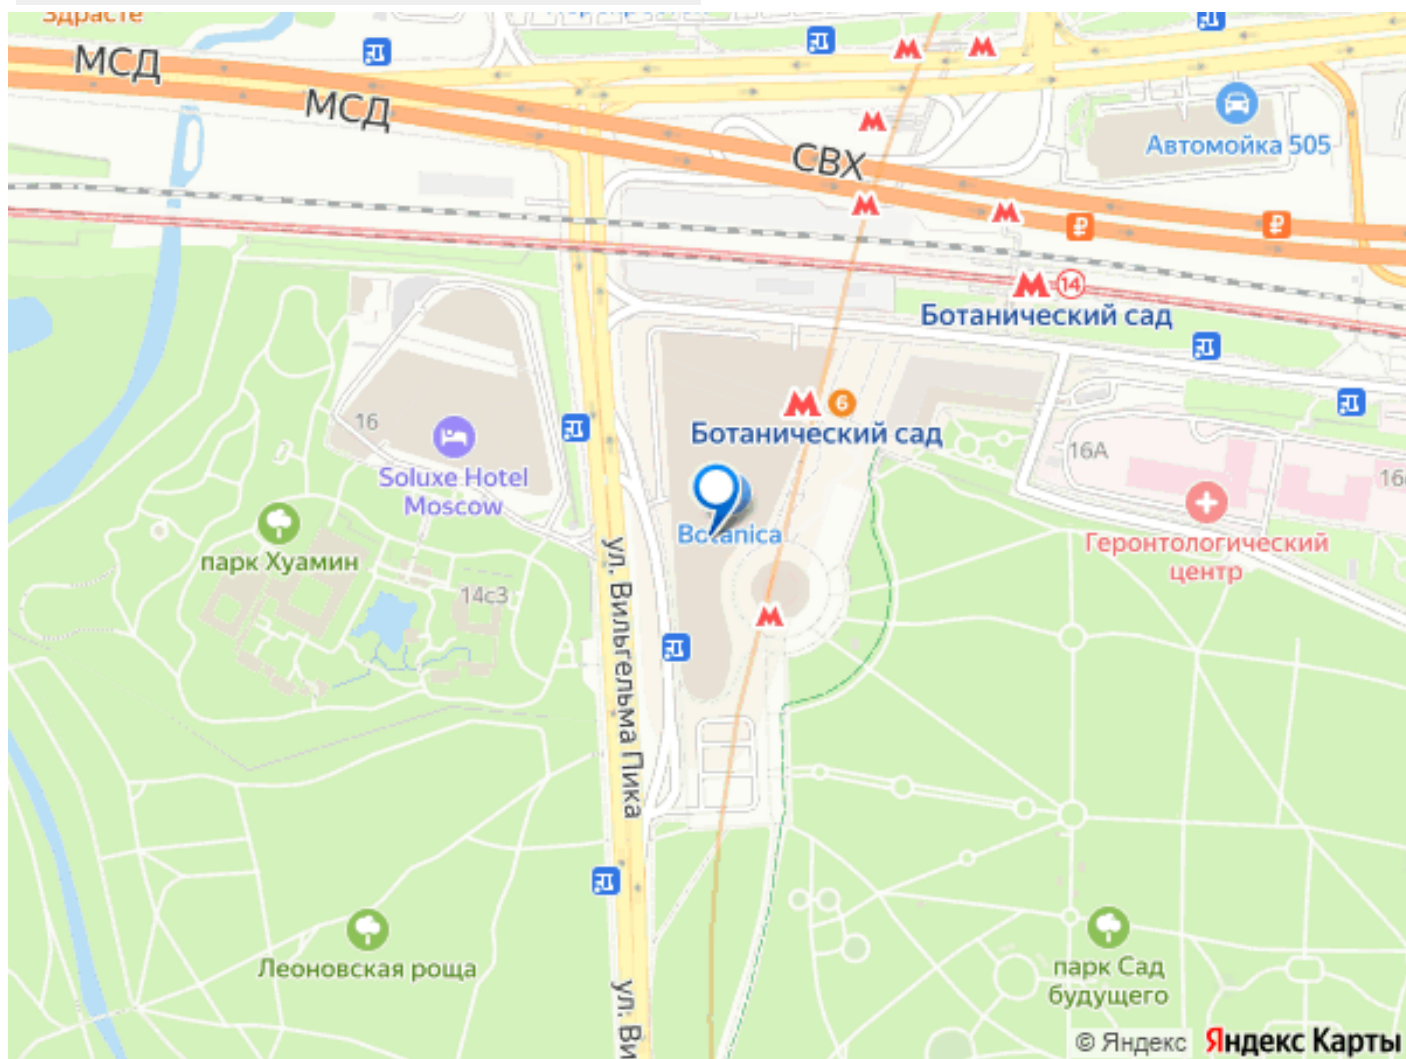 Здрасте
МСД
МСД
СВХ
Автомойка 505
14
Ботанический сад
6
Ботанический сад
16
Soluxe Hotel
Moscow
16А
Botanica
Геронтологический
центр
парк Хуамин
14с3
ул. Вильгельма Пика
Леоновская роща
парк Сад
будущего
ул. Ви
© Яндекс
Яндекс Карты